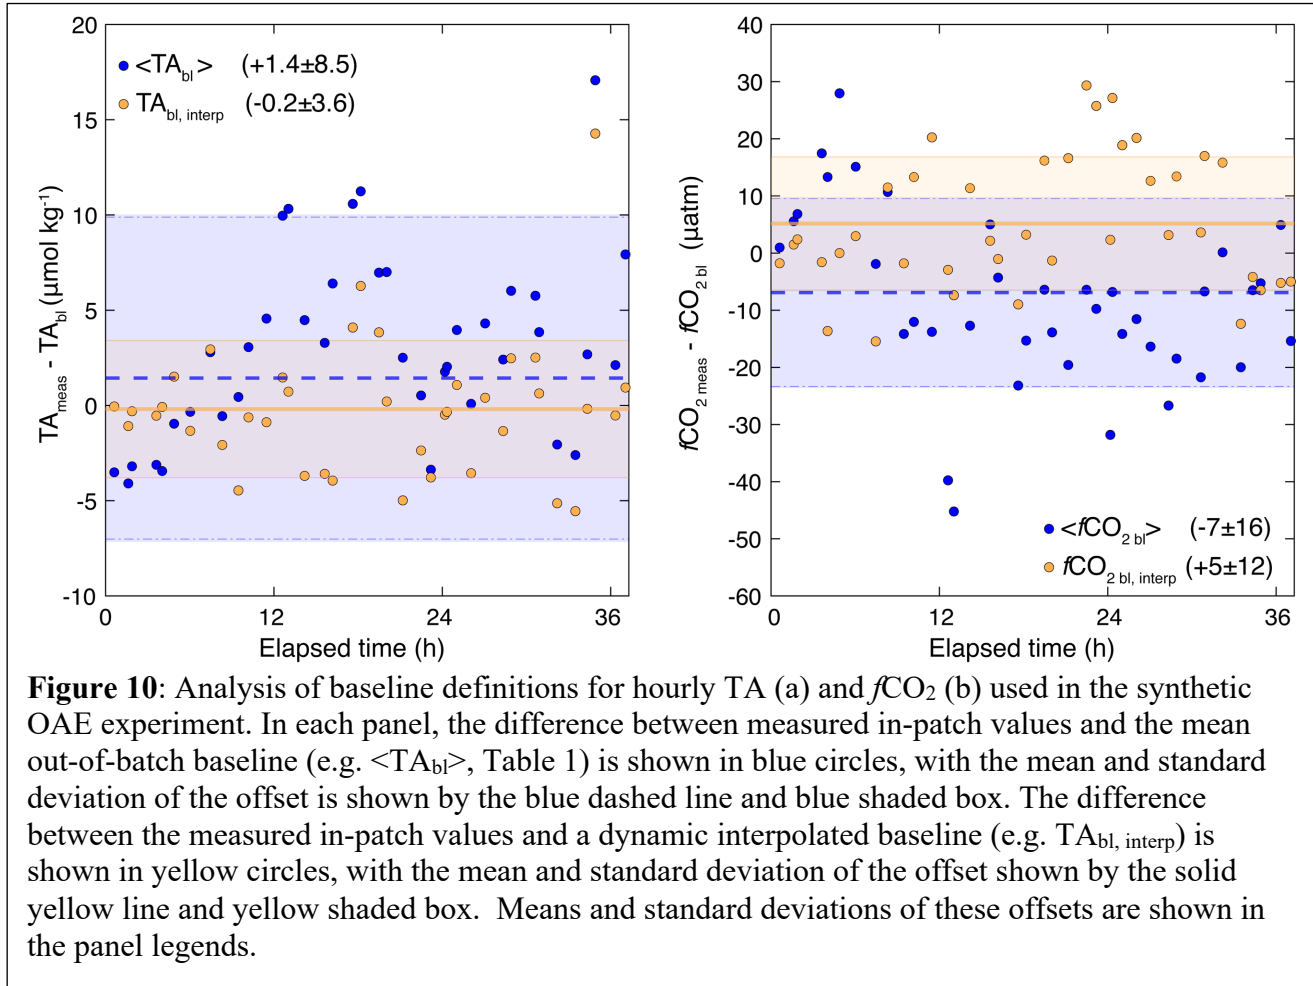 20
15
10
5
0
-5
-10
0
12
24
36
TAmeas - TAbl (μmol kg-1)
Elapsed time (h)
<TAbl> (+1.4±8.5)
TAbl, interp (-0.2±3.6)
40
30
20
10
0
-10
-20
-30
-40
-50
-60
0
12
24
36
fCO2 meas - fCO2 bl (μatm)
Elapsed time (h)
<fCO2 bl> (-7±16)
fCO2 bl, interp (+5±12)
Figure 10: Analysis of baseline definitions for hourly TA (a) and fCO2 (b) used in the synthetic
OAE experiment. In each panel, the difference between measured in-patch values and the mean
out-of-batch baseline (e.g. <TAbl>, Table 1) is shown in blue circles, with the mean and standard
deviation of the offset is shown by the blue dashed line and blue shaded box. The difference
between the measured in-patch values and a dynamic interpolated baseline (e.g. TAbl, interp) is
shown in yellow circles, with the mean and standard deviation of the offset shown by the solid
yellow line and yellow shaded box. Means and standard deviations of these offsets are shown in
the panel legends.